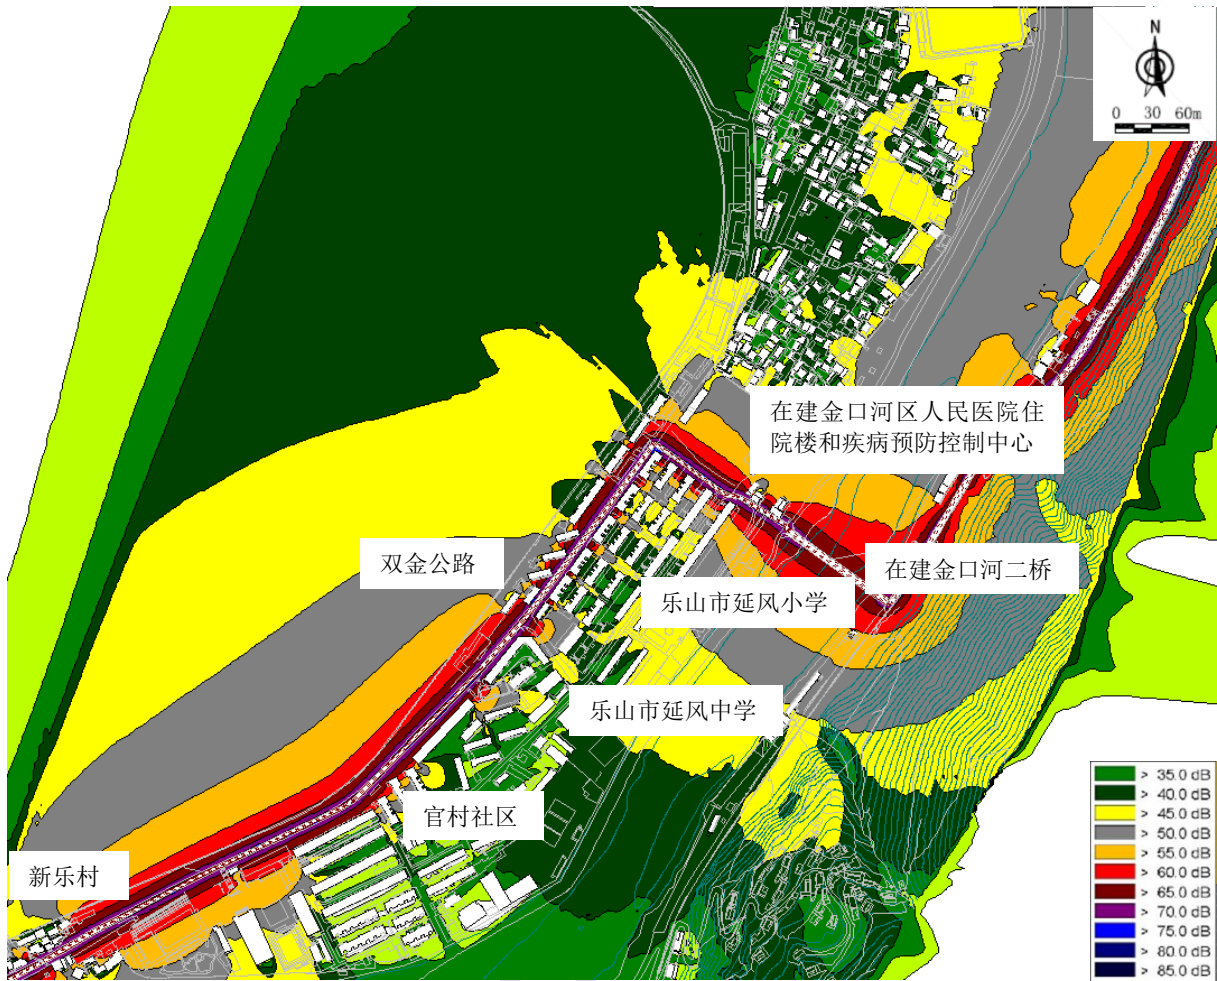 N
0 30 60m
在建金口河区人民医院住
院楼和疾病预防控制中心
双金公路
在建金口河二桥
乐山市延风小学
乐山市延风中学
官村社区
新乐村
> 35.0 dB
> 40.0 dB
> 45.0 dB
> 50.0 dB
> 55.0 dB
> 60.0 dB
> 65.0 dB
> 70.0 dB
> 75.0 dB
> 80.0 dB
> 85.0 dB